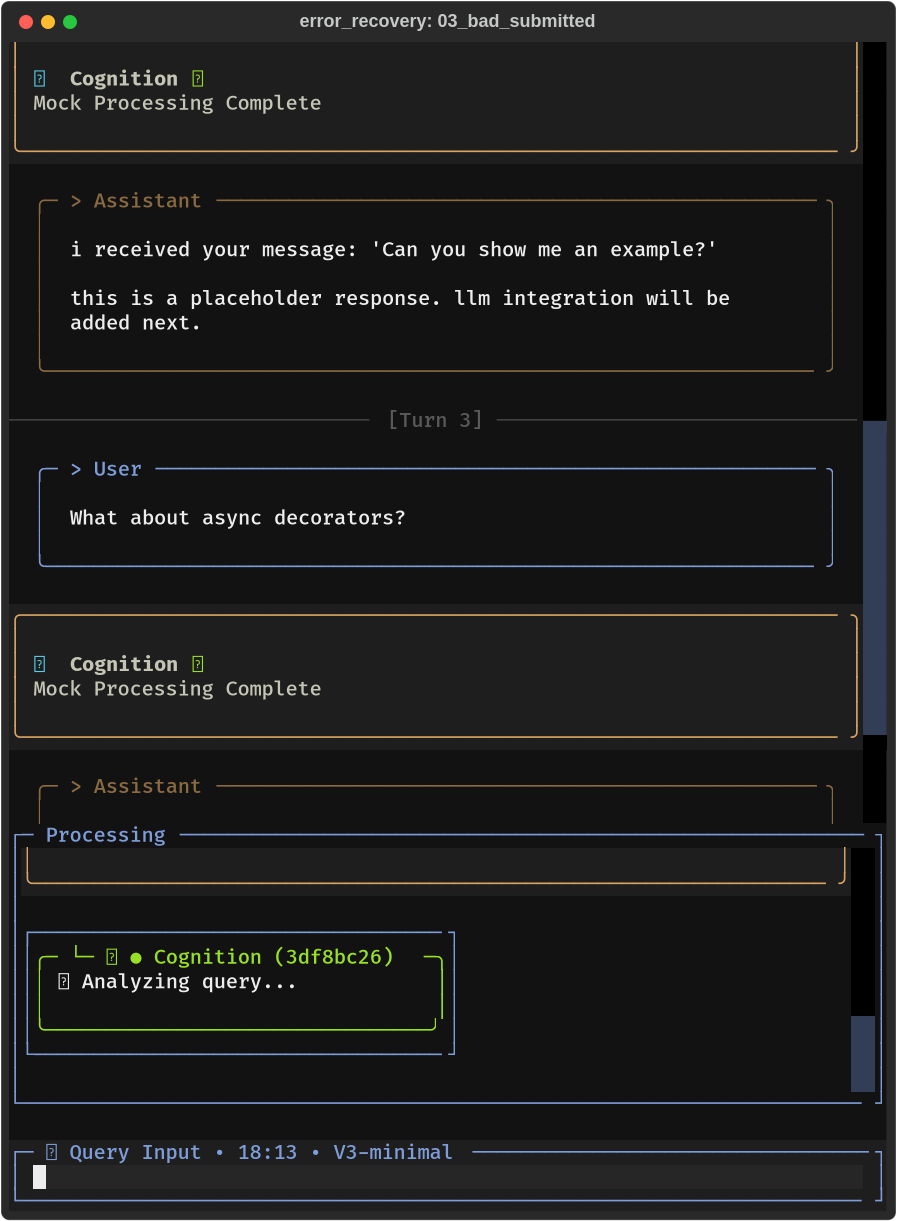 error_recovery: 03_bad_submitted
Cognition
Mock Processing Complete
> Assistant
i received your message: 'Can you show me an example?'
this is a placeholder response. llm integration will be
added next.
[Turn 3]
> User
What about async decorators?
Cognition
Mock Processing Complete
> Assistant
Processing
└─ ● Cognition (3df8bc26)
Analyzing query...
Query Input • 18:13 • V3-minimal